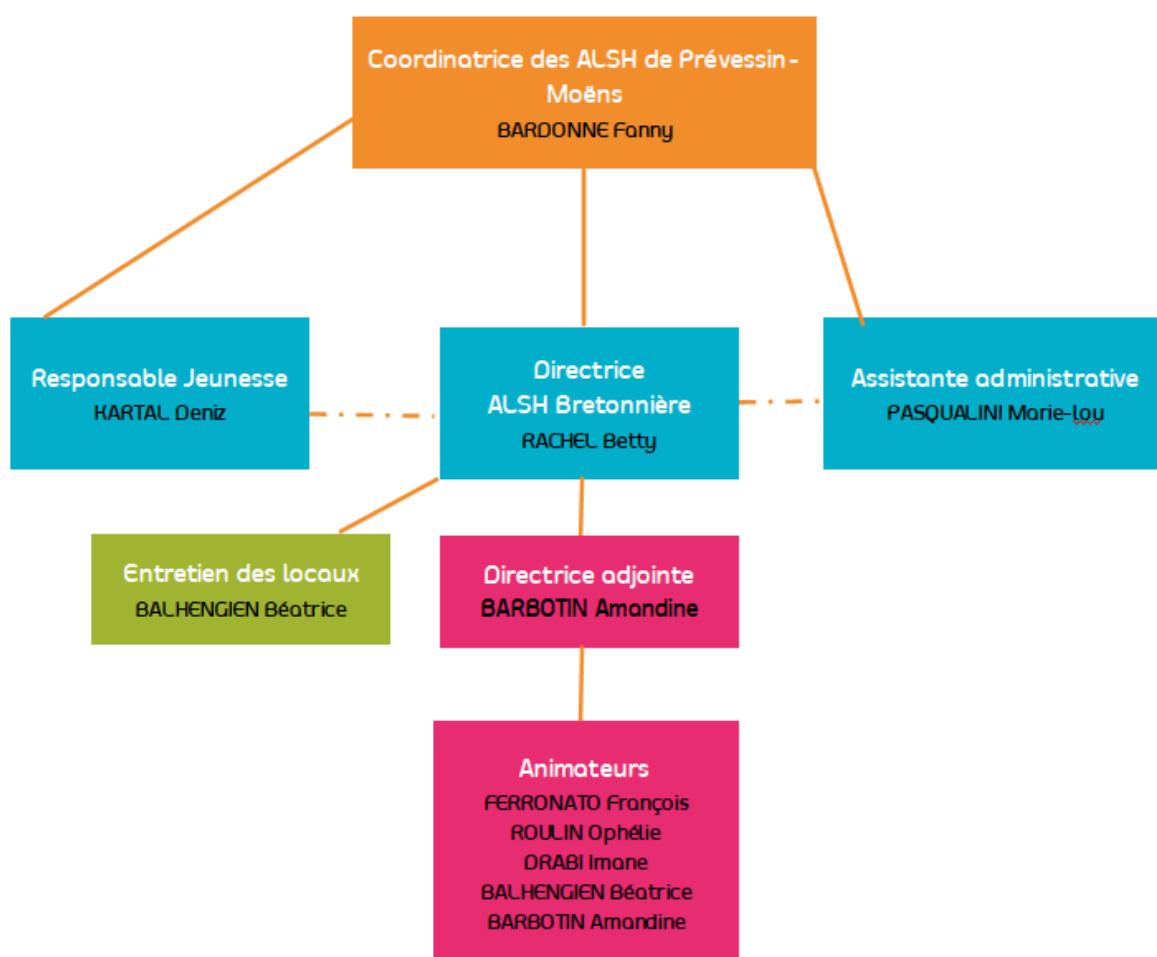 Coordinatrice des ALSH de Prévessin-
Moëns
BARDONNE Fanny
Responsable Jeunesse
KARTAL Deniz
Directrice
ALSH Bretonnière
RACHEL Betty
Assistante administrative
PASQUALINI Marie-lou
Entretien des locaux
BALHENGIEN Béatrice
Directrice adjointe
BARBOTIN Amandine
Animateurs
FERRONATO François
ROULIN Ophélie
DRABI Imane
BALHENGIEN Béatrice
BARBOTIN Amandine